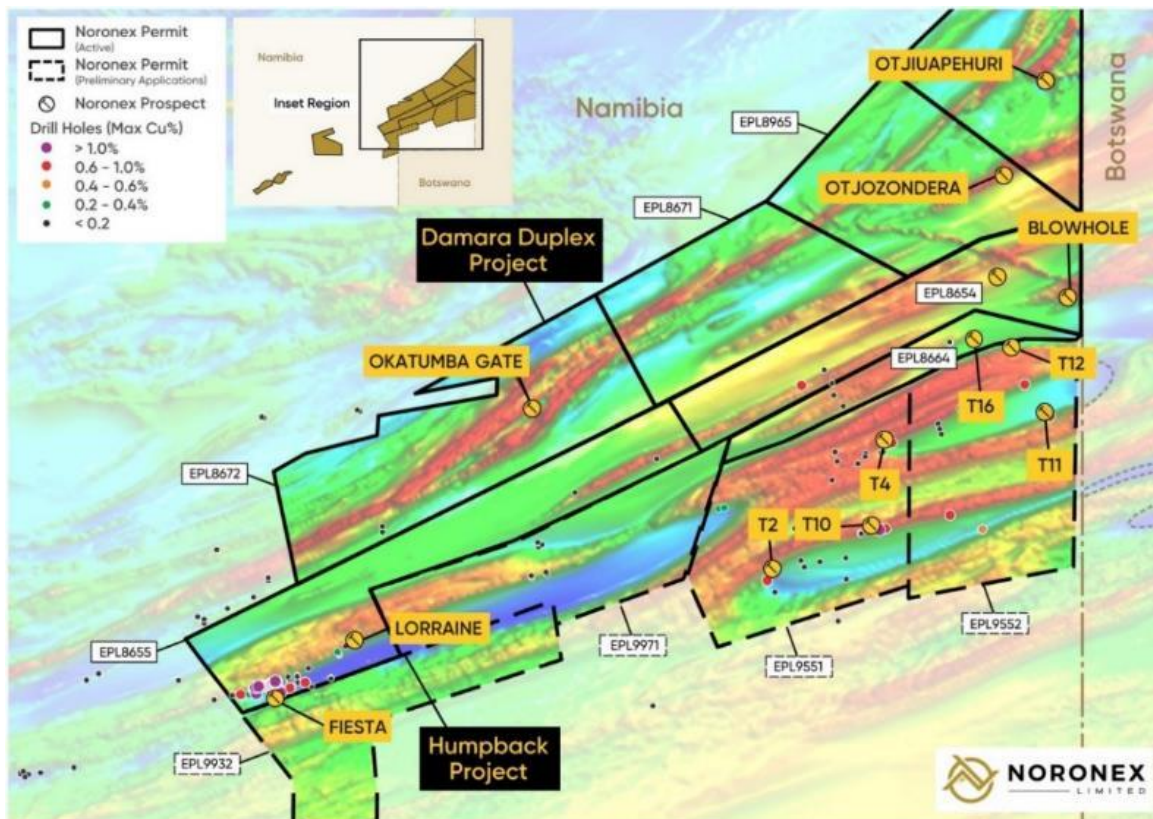 Noronex Permit
(Active)
Noronex Permit
(Preliminary Applications)
Noronex Prospect
Drill Holes (Max Cu%)
> 1.0%
0.6 - 1.0%
0.4 - 0.6%
0.2 - 0.4%
< 0.2
Namibia
Inset Region
Botswana
Namibia
Botswana
OTJIUAPEHURI
EPL8965
OTJOZONDERA
EPL8671
BLOWHOLE
Damara Duplex
Project
EPL8654
OKATUMBA GATE
EPL8664
T12
T16
T11
T4
EPL8672
T2
T10
LORRAINE
EPL8655
EPL9971
EPL9552
EPL9551
FIESTA
Humpback
Project
EPL9932
NORONEX
LIMITED